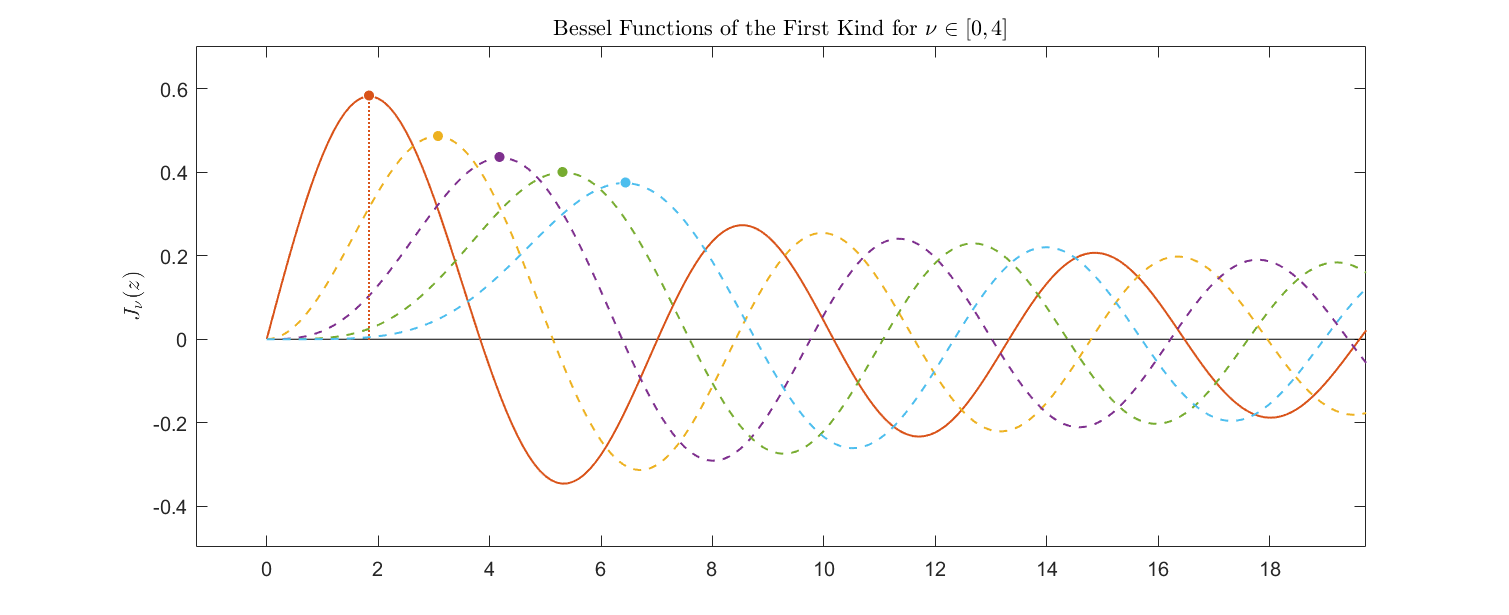 Bessel Functions of the First Kind for ν ∈ [0, 4]
0.6
0.4
0.2
0
-0.2
-0.4
J_ν(z)
0 2 4 6 8 10 12 14 16 18